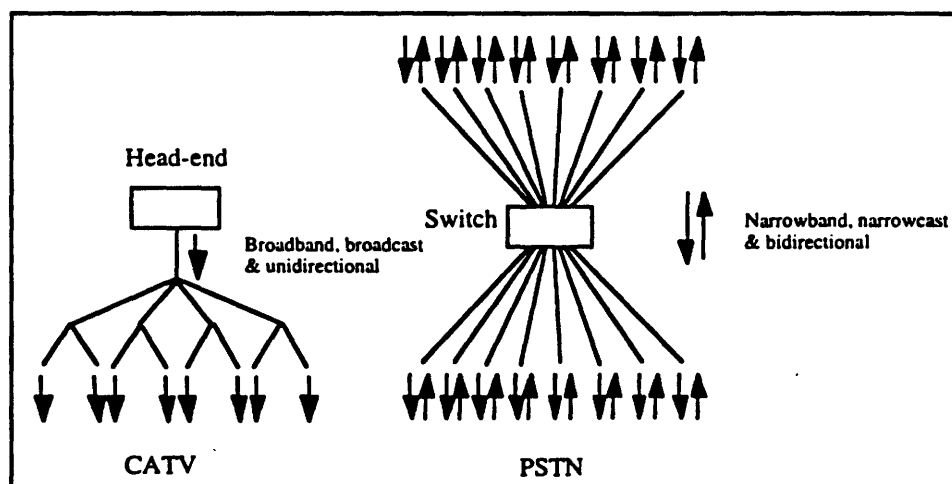 Head-end
Broadband, broadcast
& unidirectional
CATV
Switch
Narrowband, narrowcast
& bidirectional
PSTN